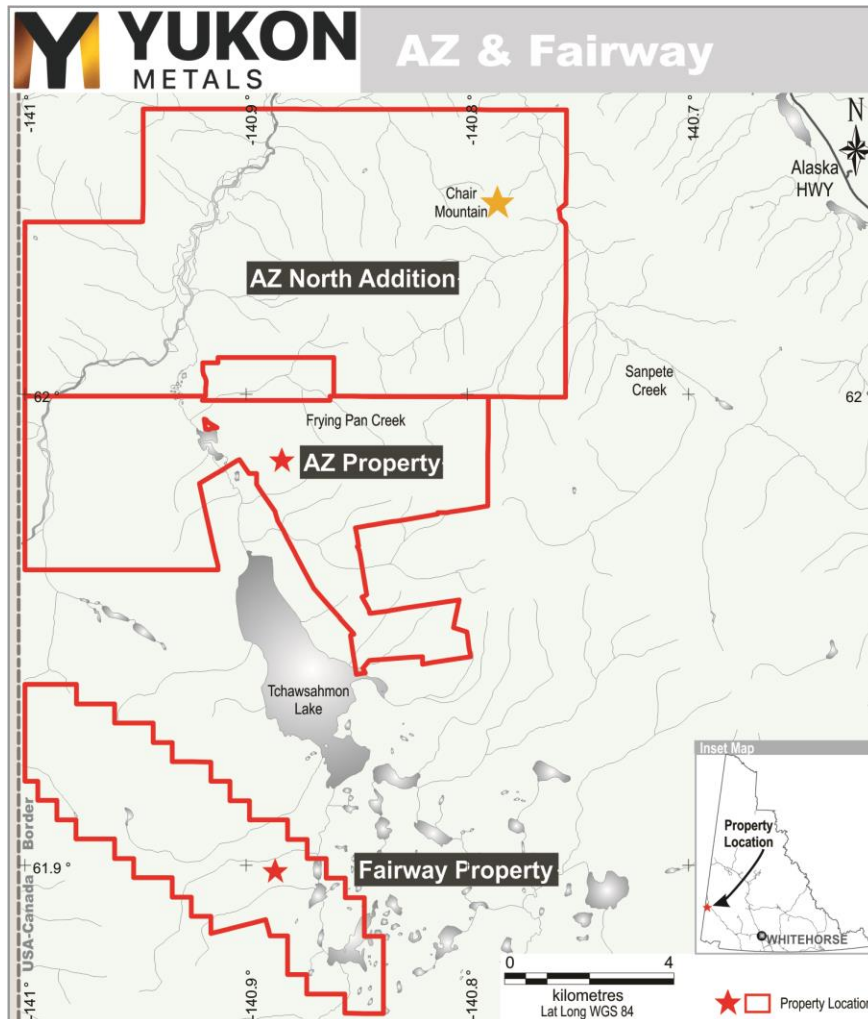 YUKON
METALS
AZ & Fairway
-141 °
-140.9 °
-140.8 °
-140.7 °
N
Alaska
HWY
Chair
Mountain
AZ North Addition
Sanpete
Creek
62 °
62 °
Frying Pan Creek
AZ Property
Tchawsahmon
Lake
Inset Map
Property
Location
WHITEHORSE
USA-Canada Border
61.9 °
Fairway Property
-141 °
-140.9 °
-140.8 °
0 4
kilometres
Lat Long WGS 84
Property Location